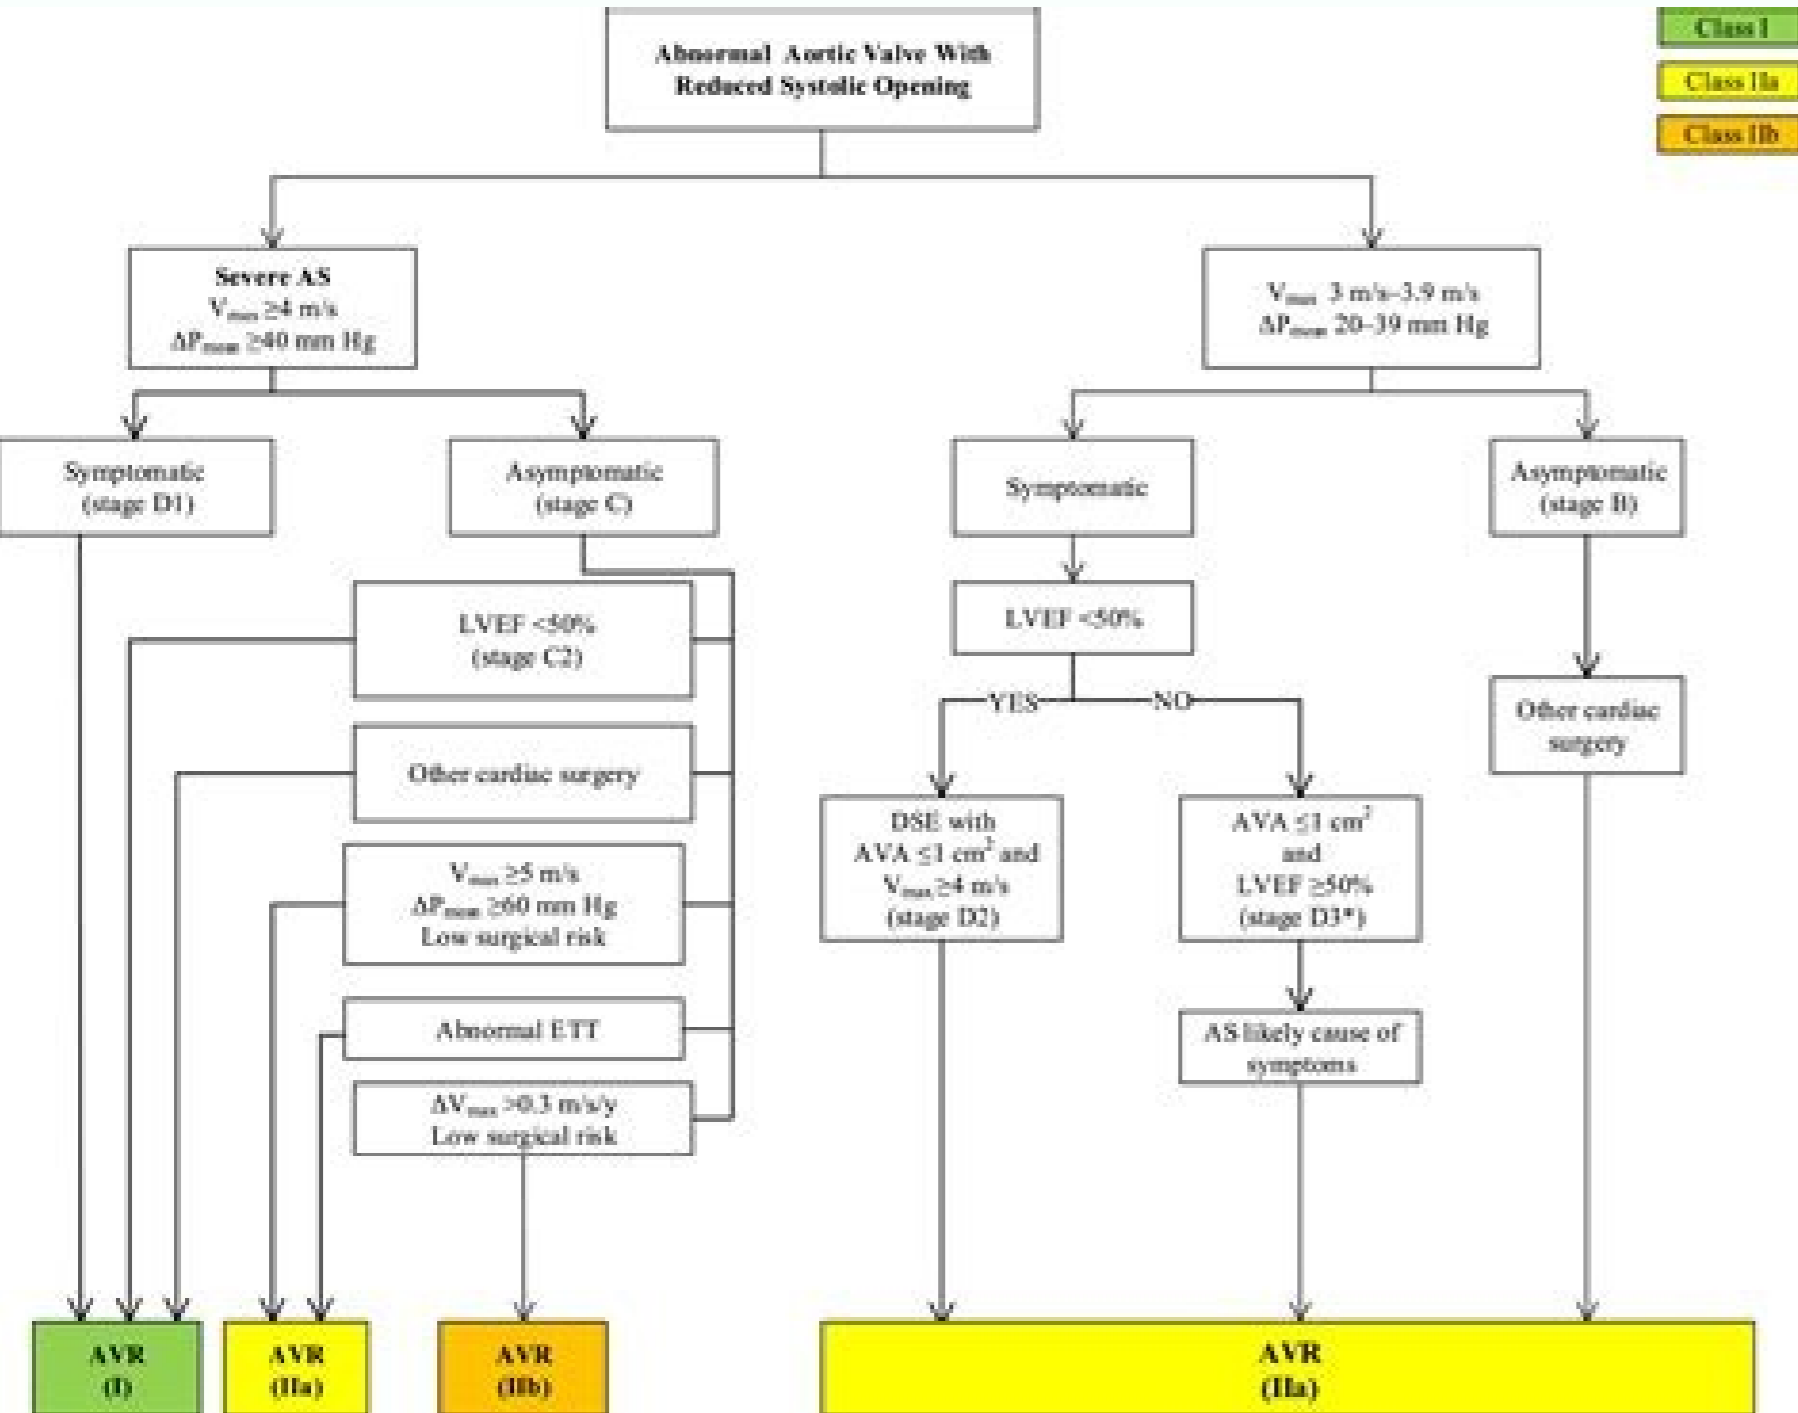 Abnormal Aortic Valve With
Reduced Systolic Opening
Class I
Class IIa
Class IIb
Severe AS
Vmax ≥4 m/s
ΔPmean ≥40 mm Hg
Vmax 3 m/s–3.9 m/s
ΔPmean 20–39 mm Hg
Symptomatic
(stage D1)
Asymptomatic
(stage C)
Symptomatic
Asymptomatic
(stage B)
LVEF <50%
(stage C2)
LVEF <50%
YES
NO
Other cardiac surgery
Other cardiac
surgery
Vmax ≥5 m/s
ΔPmean ≥60 mm Hg
Low surgical risk
DSE with
AVA ≤1 cm² and
Vmax ≥4 m/s
(stage D2)
AVA ≤1 cm²
and
LVEF ≥50%
(stage D3*)
Abnormal ETT
AS likely cause of
symptoms
ΔVmax >0.3 m/s/y
Low surgical risk
AVR
(I)
AVR
(IIa)
AVR
(IIb)
AVR
(IIa)